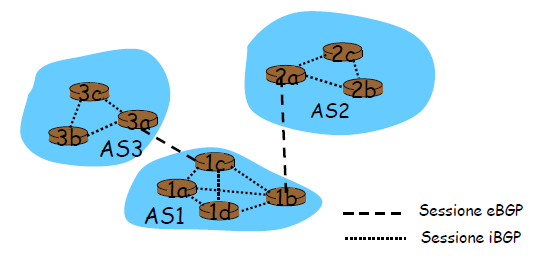 2c
2a
2b
AS2
3c
3a
3b
AS3
1c
1a
1b
1d
AS1
Sessione eBGP
Sessione iBGP